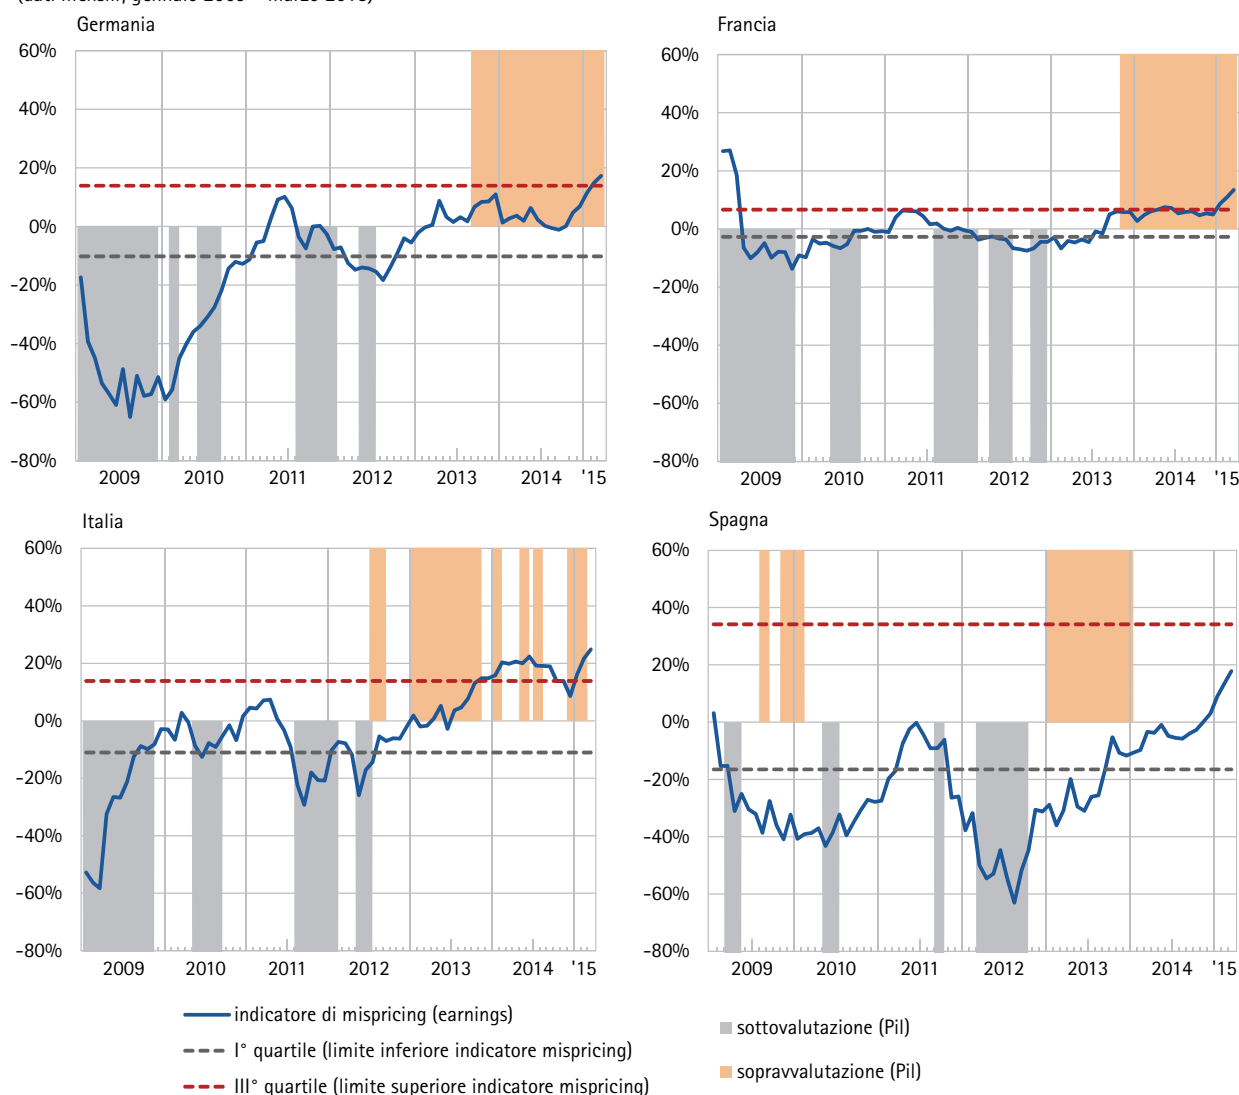 Germania
60%
40%
20%
0%
-20%
-40%
-60%
-80%
2009 2010 2011 2012 2013 2014 '15
Francia
60%
40%
20%
0%
-20%
-40%
-60%
-80%
2009 2010 2011 2012 2013 2014 '15
Italia
60%
40%
20%
0%
-20%
-40%
-60%
-80%
2009 2010 2011 2012 2013 2014 '15
Spagna
60%
40%
20%
0%
-20%
-40%
-60%
-80%
2009 2010 2011 2012 2013 2014 '15
indicatore di mispricing (earnings)
I° quartile (limite inferiore indicatore mispricing)
III° quartile (limite superiore indicatore mispricing)
sottovalutazione (Pil)
sopravvalutazione (Pil)